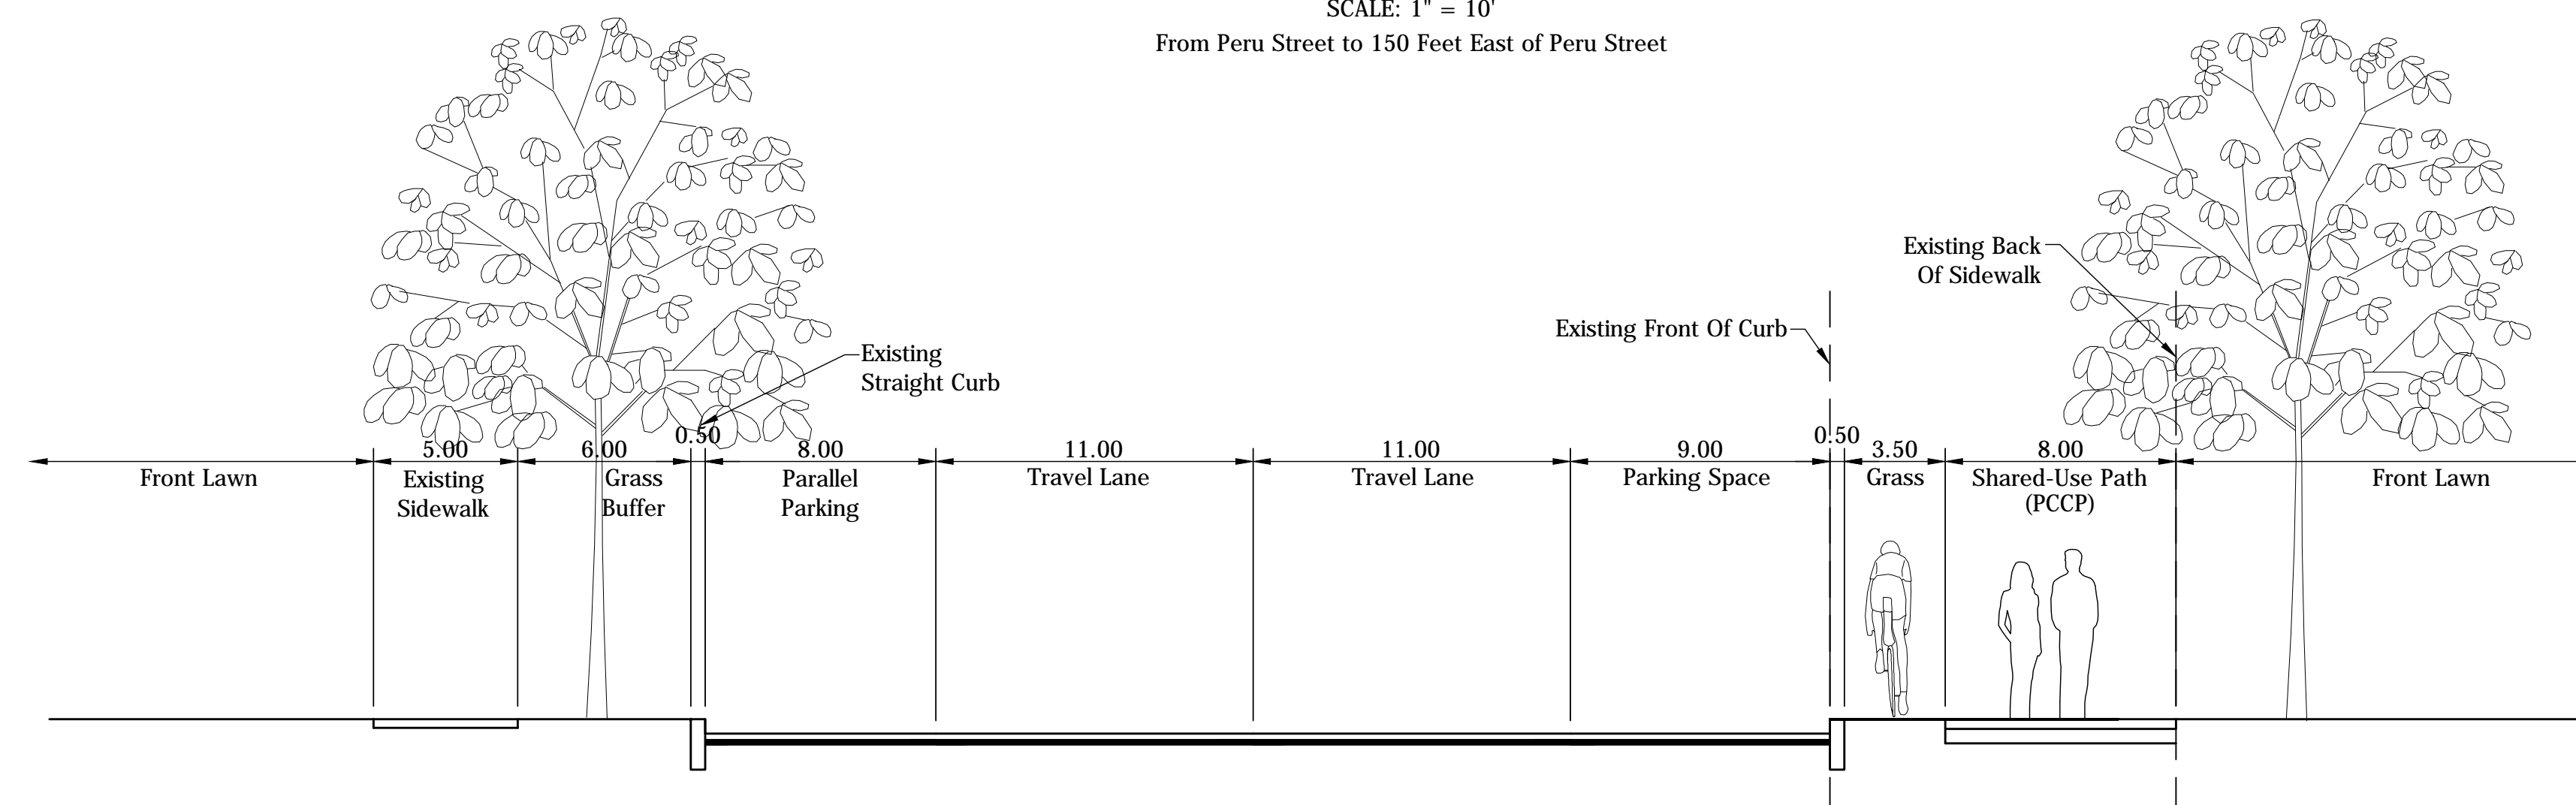 SCALE: 1" = 10'
From Peru Street to 150 Feet East of Peru Street
Existing Back
Of Sidewalk
Existing Front Of Curb
Existing
Straight Curb
5.00 6.00 0.50 8.00 11.00 11.00 9.00 0.50 3.50 8.00
Front Lawn
Existing
Sidewalk
Grass
Buffer
Parallel
Parking
Travel Lane
Travel Lane
Parking Space
Grass
Shared-Use Path
(PCCP)
Front Lawn